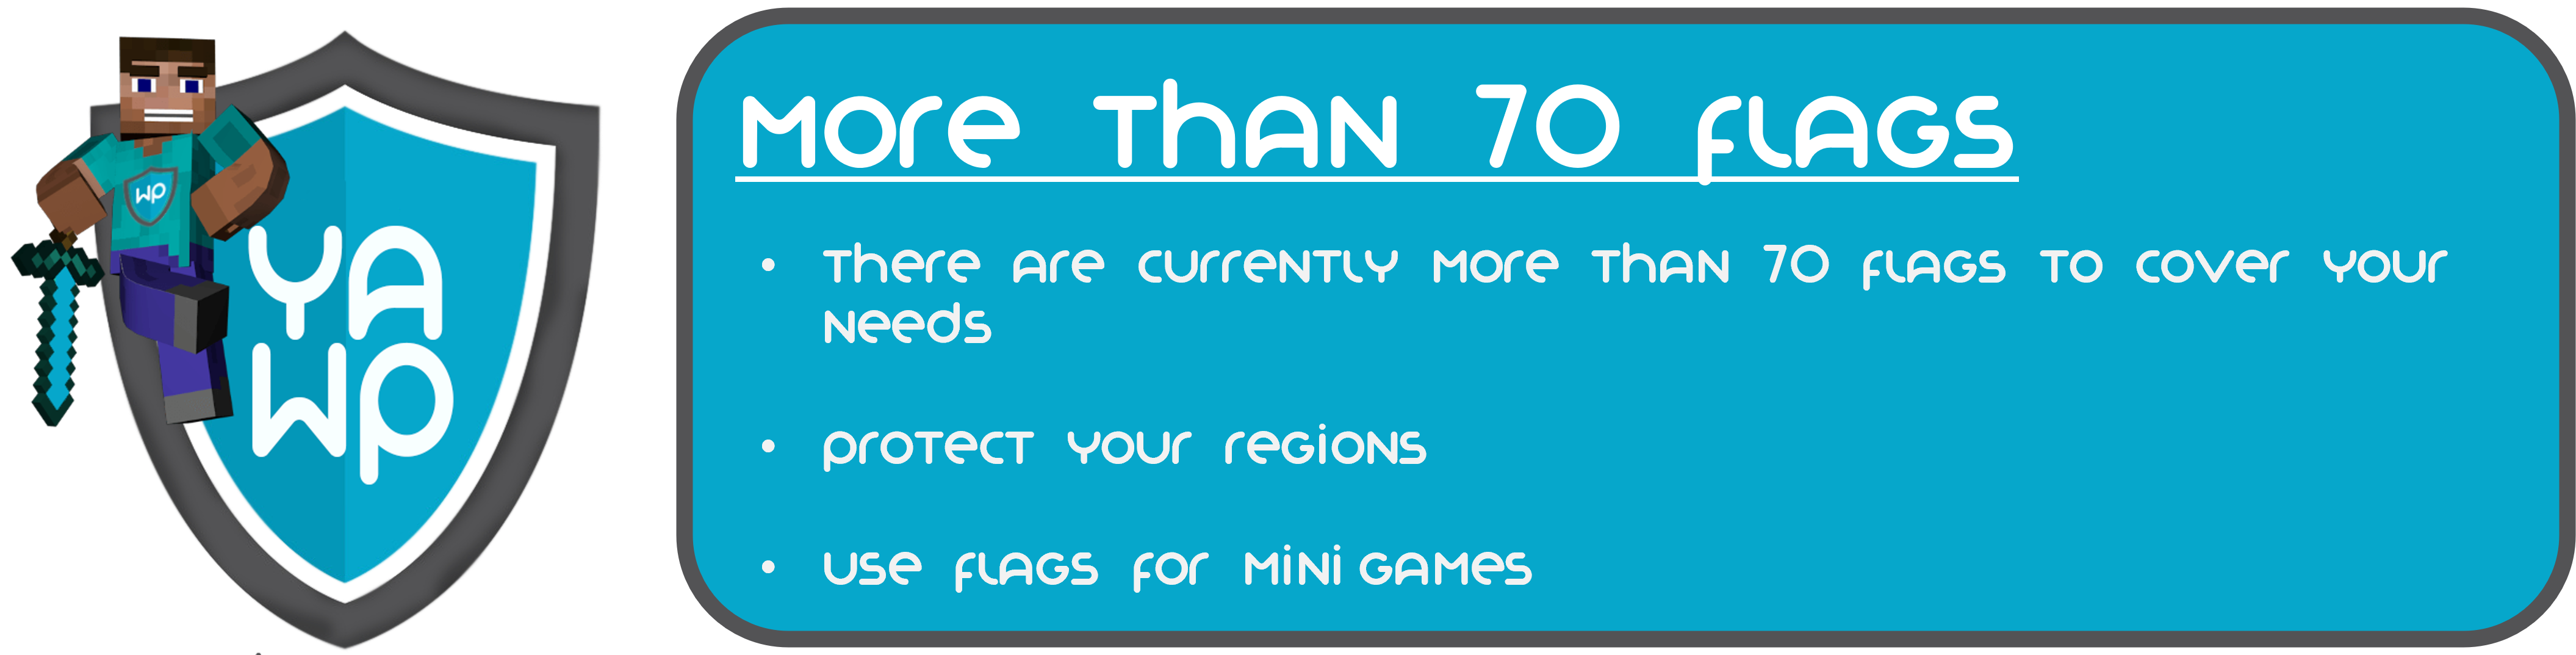 WP
YA
WP
More than 70 flags
• There are currently more than 70 flags to cover your
needs
• Protect your regions
• Use flags for mini games